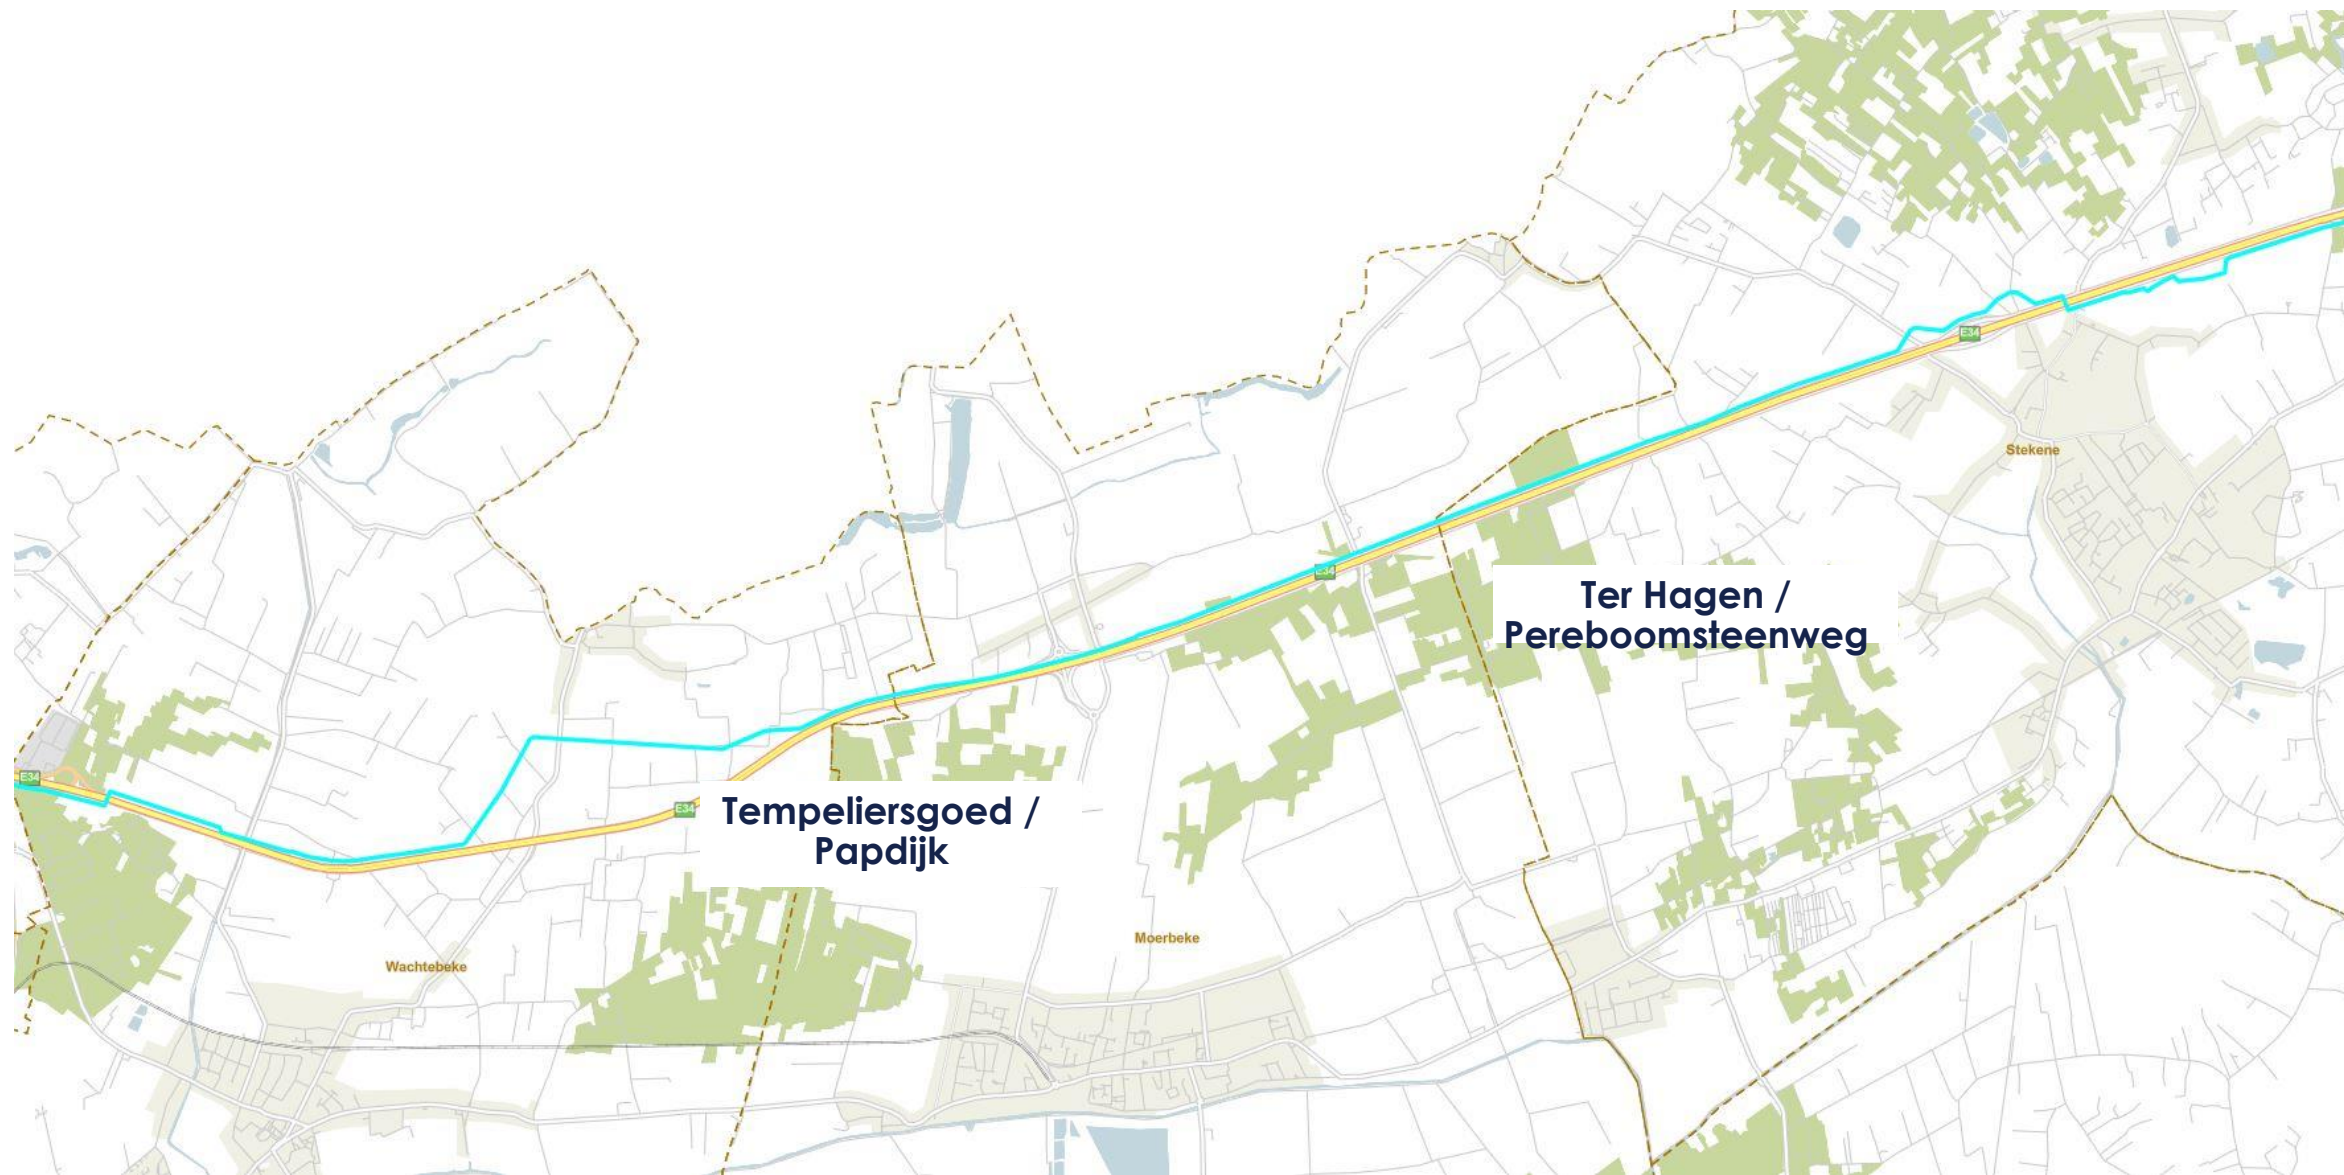 E34
Stekene
E34
Ter Hagen /
Pereboomsteenweg
E34
E34
Tempeliersgoed /
Papdijk
Moerbeke
Wachtebeke